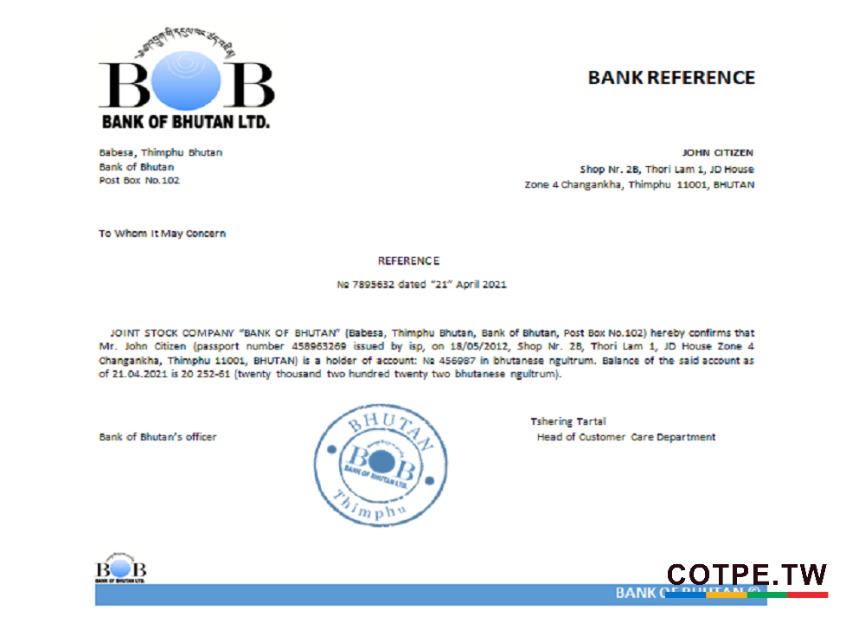 BOB
BANK OF BHUTAN LTD.
BANK REFERENCE
Babesa, Thimphu Bhutan
Bank of Bhutan
Post Box No.102
JOHN CITIZEN
Shop Nr. 2B, Thori Lam 1, JD House
Zone 4 Changankha, Thimphu 11001, BHUTAN
To Whom It May Concern
REFERENCE
№ 7895632 dated "21" April 2021
JOINT STOCK COMPANY "BANK OF BHUTAN" (Babesa, Thimphu Bhutan, Bank of Bhutan, Post Box No.102) hereby confirms that
Mr. John Citizen (passport number 458963269 issued by isp, on 18/05/2012, Shop Nr. 2B, Thori Lam 1, JD House Zone 4
Changankha, Thimphu 11001, BHUTAN) is a holder of account: № 456987 in bhutanese ngultrum. Balance of the said account as
of 21.04.2021 is 20 252-61 (twenty thousand two hundred twenty two bhutanese ngultrum).
Bank of Bhutan's officer
BHUTAN
BOB
BANK OF BHUTAN LTD.
Thimphu
Tshering Tartal
Head of Customer Care Department
BOB
BANK OF BHUTAN LTD.
BANK OF BHUTAN ©
COTPE.TW